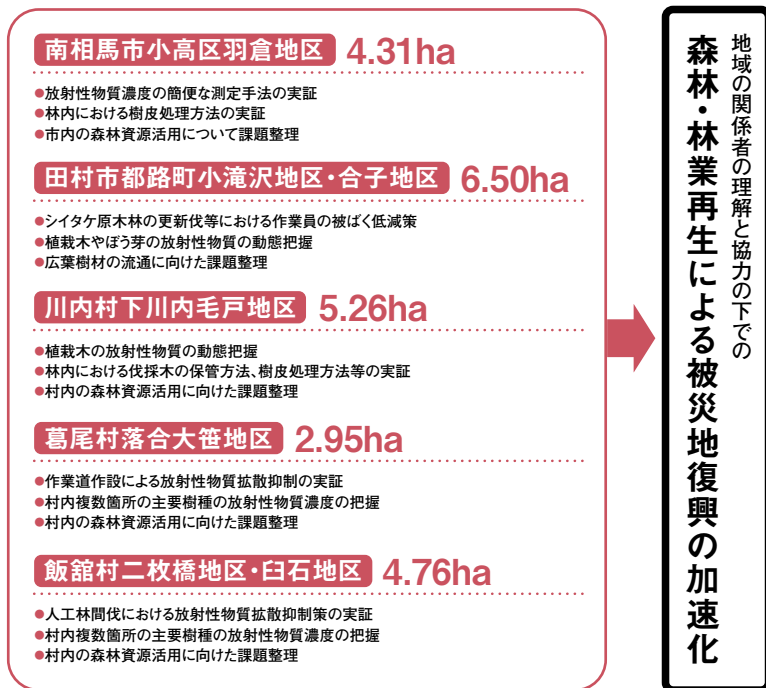 南相馬市小高区羽倉地区 4.31ha
●放射性物質濃度の簡便な測定手法の実証
●林内における樹皮処理方法の実証
●市内の森林資源活用について課題整理
田村市都路町小滝沢地区・合子地区 6.50ha
●シイタケ原木林の更新伐等における作業員の被ばく低減策
●植栽木やぼう芽の放射性物質の動態把握
●広葉樹材の流通に向けた課題整理
川内村下川内毛戸地区 5.26ha
●植栽木の放射性物質の動態把握
●林内における伐採木の保管方法、樹皮処理方法等の実証
●村内の森林資源活用に向けた課題整理
葛尾村落合大笹地区 2.95ha
●作業道作設による放射性物質拡散抑制の実証
●村内複数箇所の主要樹種の放射性物質濃度の把握
●村内の森林資源活用に向けた課題整理
飯舘村二枚橋地区・臼石地区 4.76ha
●人工林間伐における放射性物質拡散抑制策の実証
●村内複数箇所の主要樹種の放射性物質濃度の把握
●村内の森林資源活用に向けた課題整理
地域の関係者の理解と協力の下での
森林・林業再生による被災地復興の加速化